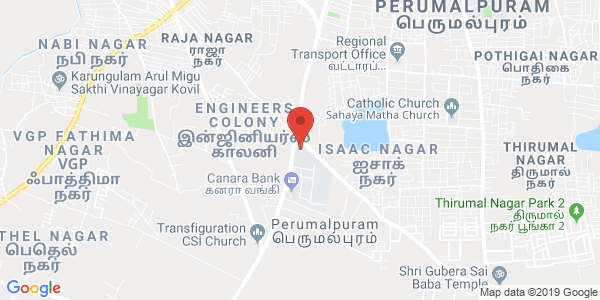 PERUMALPURAM
பெருமல்புரம்
NABI NAGAR
நபி நகர்
RAJA NAGAR
ராஜா
நகர்
Regional
Transport Office
வட்டாரப்
POTHIGAI NAGAR
பொதிகை
நகர்
Karungulam Arul Migu
Sakthi Vinayagar Kovil
ENGINEERS
COLONY
இன்ஜினியர்ஸ்
காலனி
Catholic Church
Sahaya Matha Church
VGP FATHIMA
NAGAR
VGP
ஃபாத்திமா
நகர்
ISAAC NAGAR
ஐசாக்
நகர்
THIRUMAL
NAGAR
திருமால்
நகர்
Canara Bank
கனரா வங்கி
Thirumal Nagar Park 2
திருமால்
நகர் பூங்கா 2
Perumalpuram
பெருமல்புரம்
Transfiguration
CSI Church
THEL NAGAR
பெதெல்
நகர்
Shri Gubera Sai
Baba Temple
Google
Map data ©2019 Google